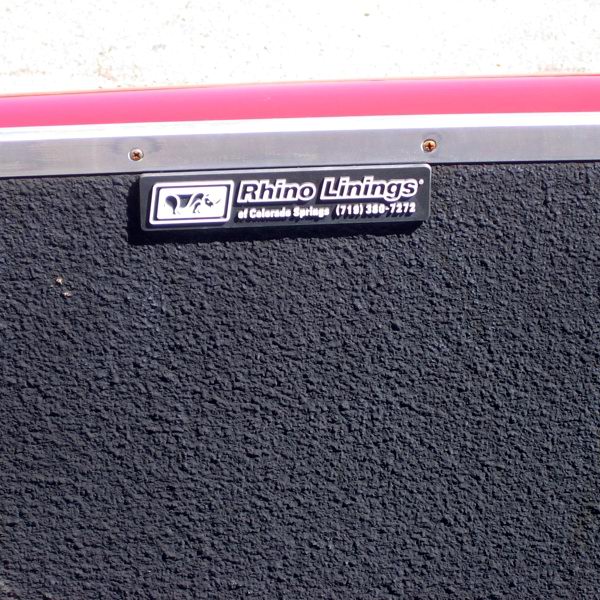 Rhino Linings®
of Colorado Springs (719) 380-7272